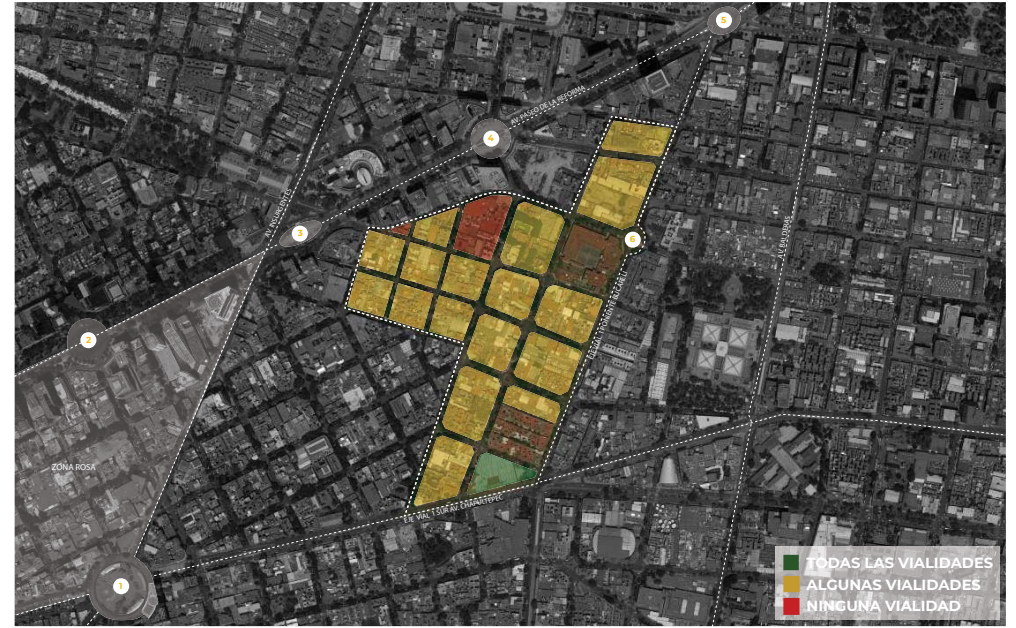 5
AV. PASEO DE LA REFORMA
4
AV. INSURGENTES
3
6
AV. BALDERAS
2
ZONA ROSA
EJE VIAL 1 SUR AV. CHAPULTEPEC
1
TODAS LAS VIALIDADES
ALGUNAS VIALIDADES
NINGUNA VIALIDAD